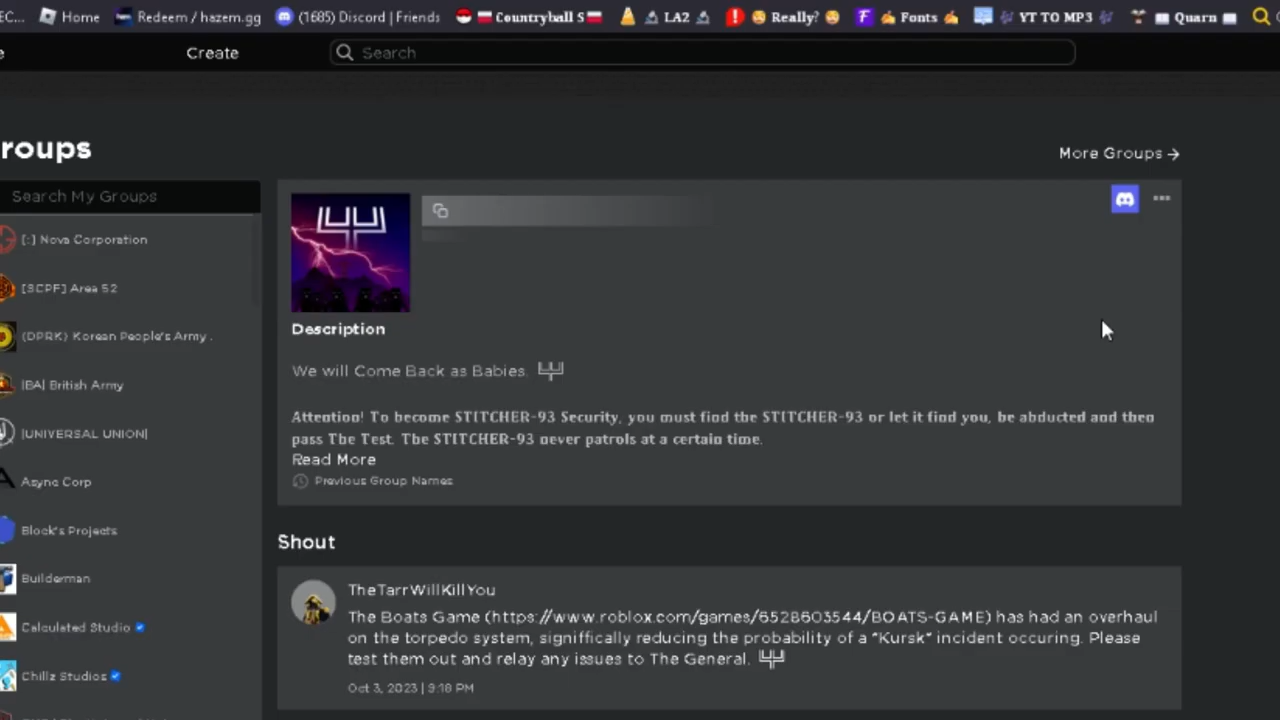 Home
Redeem / hazem.gg
(1685) Discord | Friends
Countryball S
LA2
Really?
Fonts
YT TO MP3
Quarn
Create
Search
roups
More Groups →
Search My Groups
[:] Nova Corporation
[SCPF] Area 52
(DPRK) Korean People's Army .
|BA| British Army
|UNIVERSAL UNION|
Async Corp
Block's Projects
Builderman
Calculated Studio
Chillz Studios
Description
We will Come Back as Babies.
Attention! To become STITCHER-93 Security, you must find the STITCHER-93 or let it find you, be abducted and then
pass The Test. The STITCHER-93 never patrols at a certain time.
Read More
Previous Group Names
Shout
TheTarrWillKillYou
The Boats Game (https://www.roblox.com/games/6528603544/BOATS-GAME) has had an overhaul
on the torpedo system, signiffically reducing the probability of a "Kursk" incident occuring. Please
test them out and relay any issues to The General.
Oct 3, 2023 | 9:18 PM